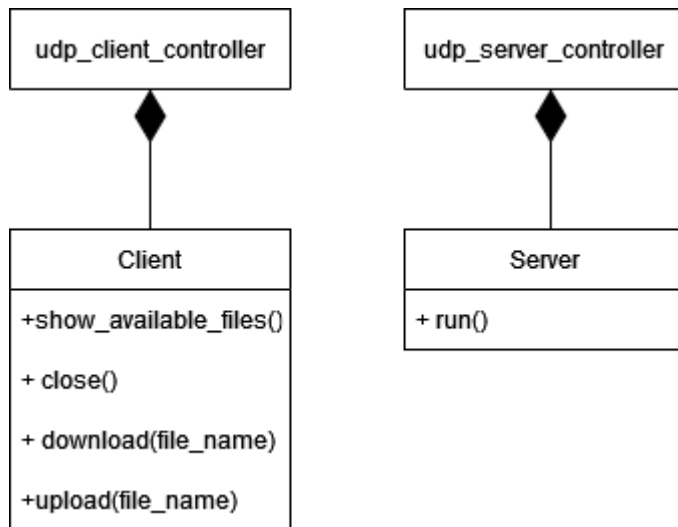 udp_client_controller
udp_server_controller
Client
+show_available_files()
+ close()
+ download(file_name)
+upload(file_name)
Server
+ run()